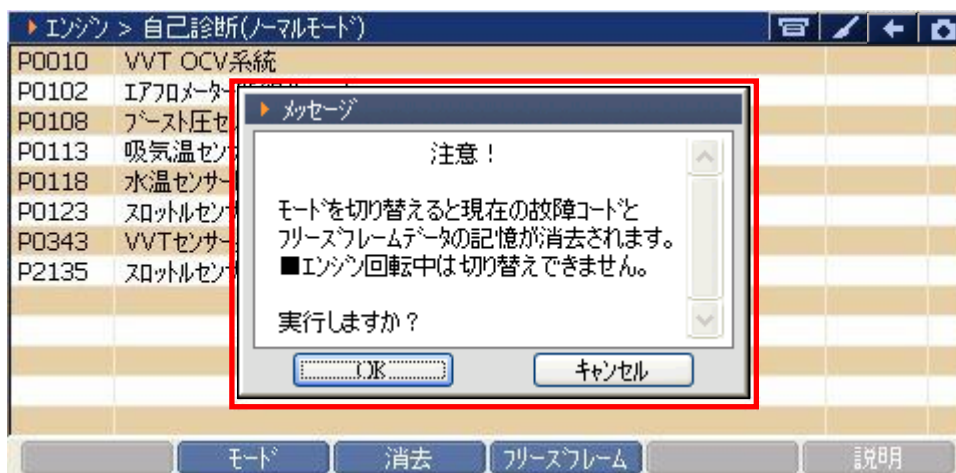 エンジン > 自己診断(ノーマルモード)
P0010 VVT OCV系統
P0102 エアフロメーター
P0108 ブースト圧セ
P0113 吸気温セン
P0118 水温センサー
P0123 スロットルセンサ
P0343 VVTセンサー
P2135 スロットルセンサ
メッセージ
注意!
モードを切り替えると現在の故障コードと
フリーズフレームデータの記憶が消去されます。
■エンジン回転中は切り替えできません。
実行しますか?
OK キャンセル
モード 消去 フリーズフレーム 説明